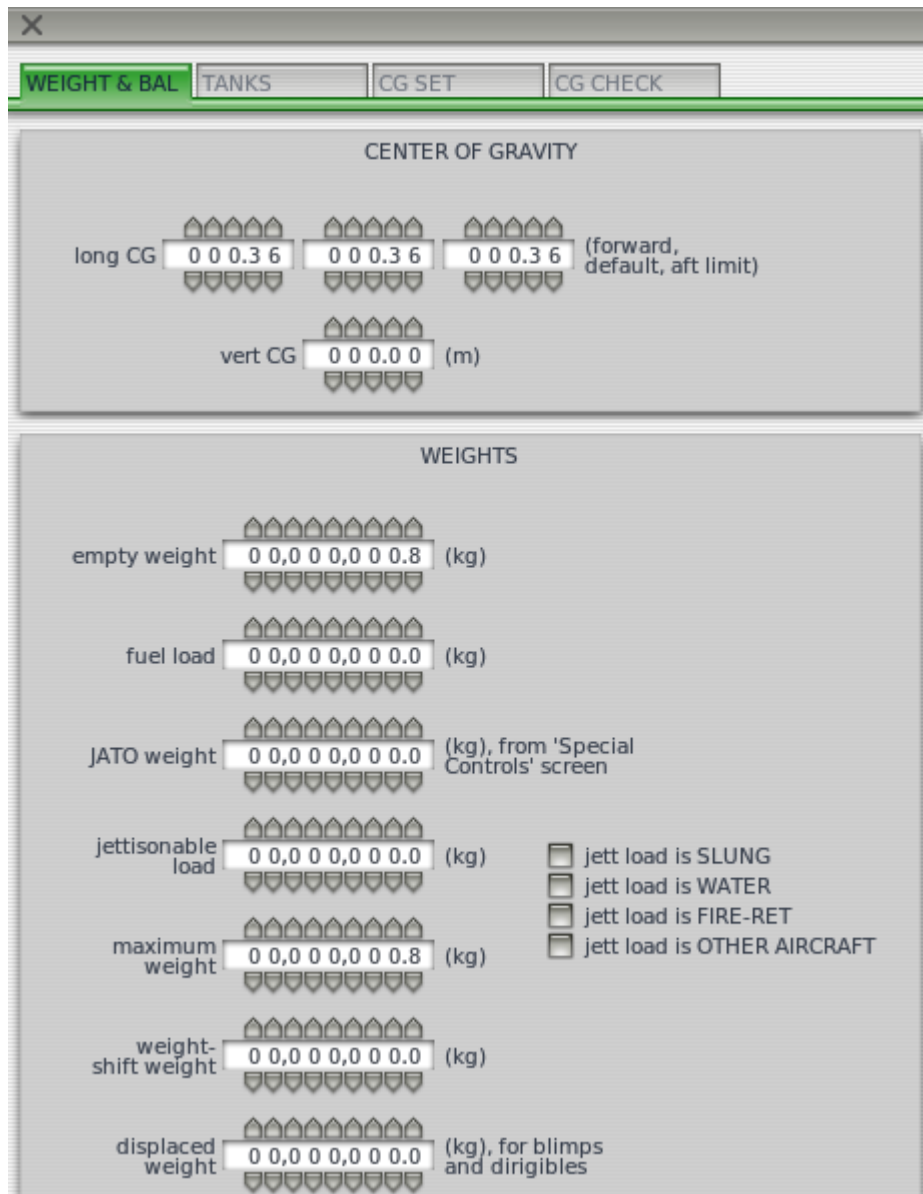 WEIGHT & BAL TANKS CG SET CG CHECK
CENTER OF GRAVITY
long CG 0 0 0.3 6 0 0 0.3 6 0 0 0.3 6 (forward,
default, aft limit)
vert CG 0 0 0.0 0 (m)
WEIGHTS
empty weight 0 0,0 0 0,0 0 0.8 (kg)
fuel load 0 0,0 0 0,0 0 0.0 (kg)
JATO weight 0 0,0 0 0,0 0 0.0 (kg), from 'Special
Controls' screen
jettisonable
load 0 0,0 0 0,0 0 0.0 (kg)
jett load is SLUNG
jett load is WATER
jett load is FIRE-RET
jett load is OTHER AIRCRAFT
maximum
weight 0 0,0 0 0,0 0 0.8 (kg)
weight-
shift weight 0 0,0 0 0,0 0 0.0 (kg)
displaced
weight 0 0,0 0 0,0 0 0.0 (kg), for blimps
and dirigibles